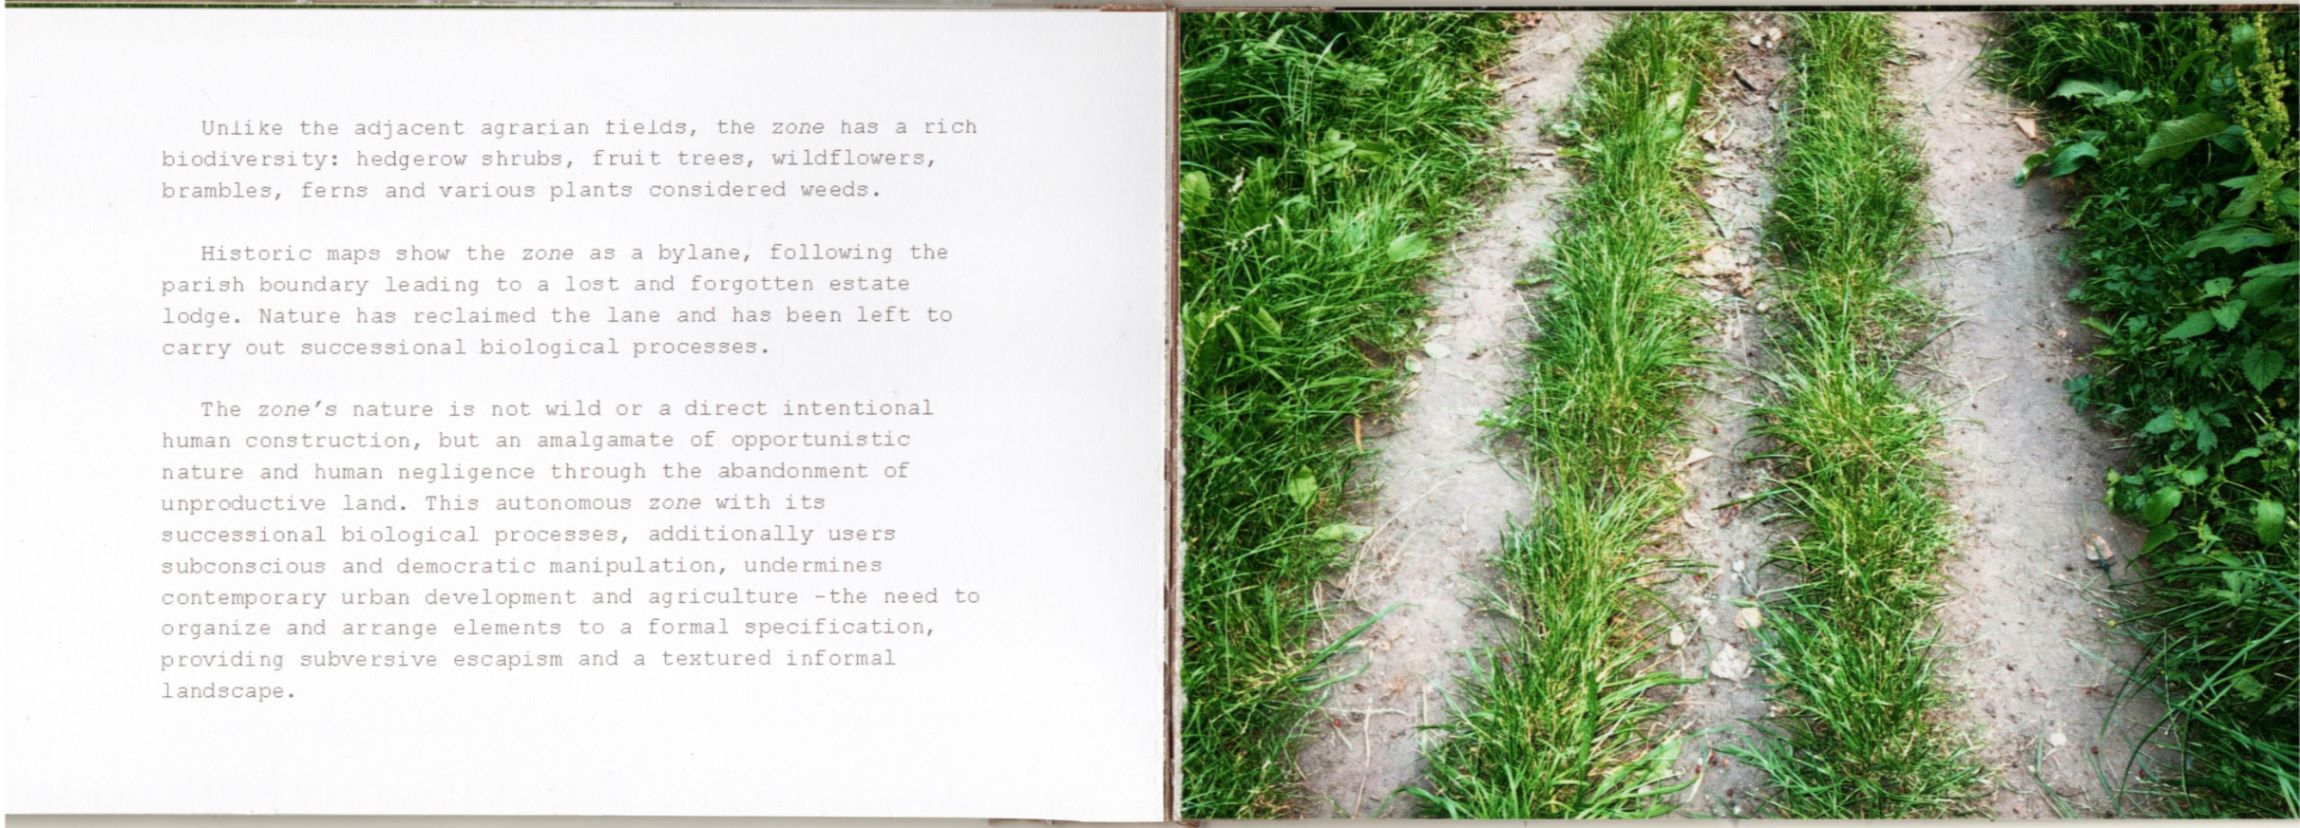 Unlike the adjacent agrarian fields, the zone has a rich
biodiversity: hedgerow shrubs, fruit trees, wildflowers,
brambles, ferns and various plants considered weeds.
Historic maps show the zone as a bylane, following the
parish boundary leading to a lost and forgotten estate
lodge. Nature has reclaimed the lane and has been left to
carry out successional biological processes.
The zone's nature is not wild or a direct intentional
human construction, but an amalgamate of opportunistic
nature and human negligence through the abandonment of
unproductive land. This autonomous zone with its
successional biological processes, additionally users
subconscious and democratic manipulation, undermines
contemporary urban development and agriculture -the need to
organize and arrange elements to a formal specification,
providing subversive escapism and a textured informal
landscape.